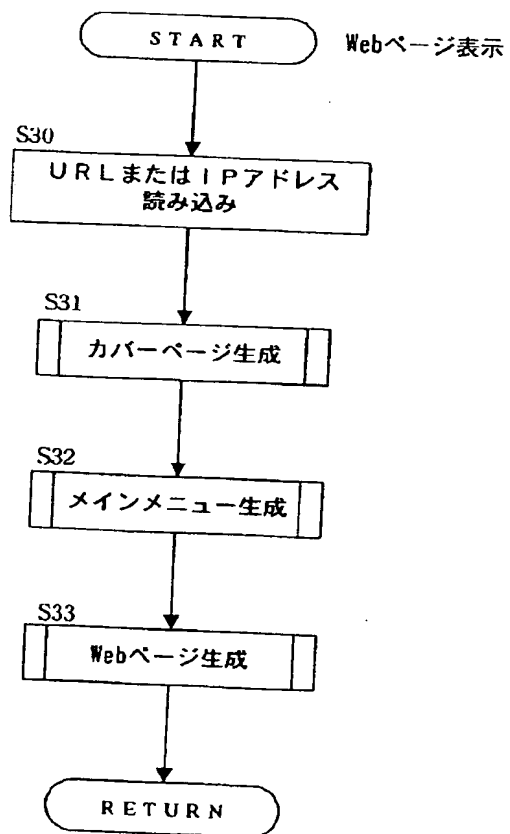 START
Webページ表示
S30
URLまたはIPアドレス
読み込み
S31
カバーページ生成
S32
メインメニュー生成
S33
Webページ生成
RETURN